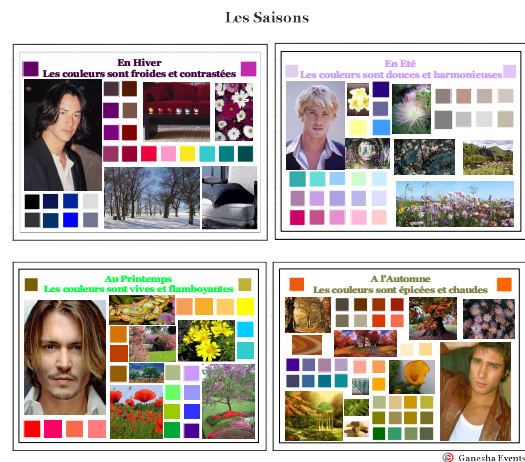 Les Saisons
En Hiver
Les couleurs sont froides et contrastées
En Eté
Les couleurs sont douces et harmonieuses
Au Printemps
Les couleurs sont vives et flamboyantes
A l'Automne
Les couleurs sont épicées et chaudes
© Ganesha Events